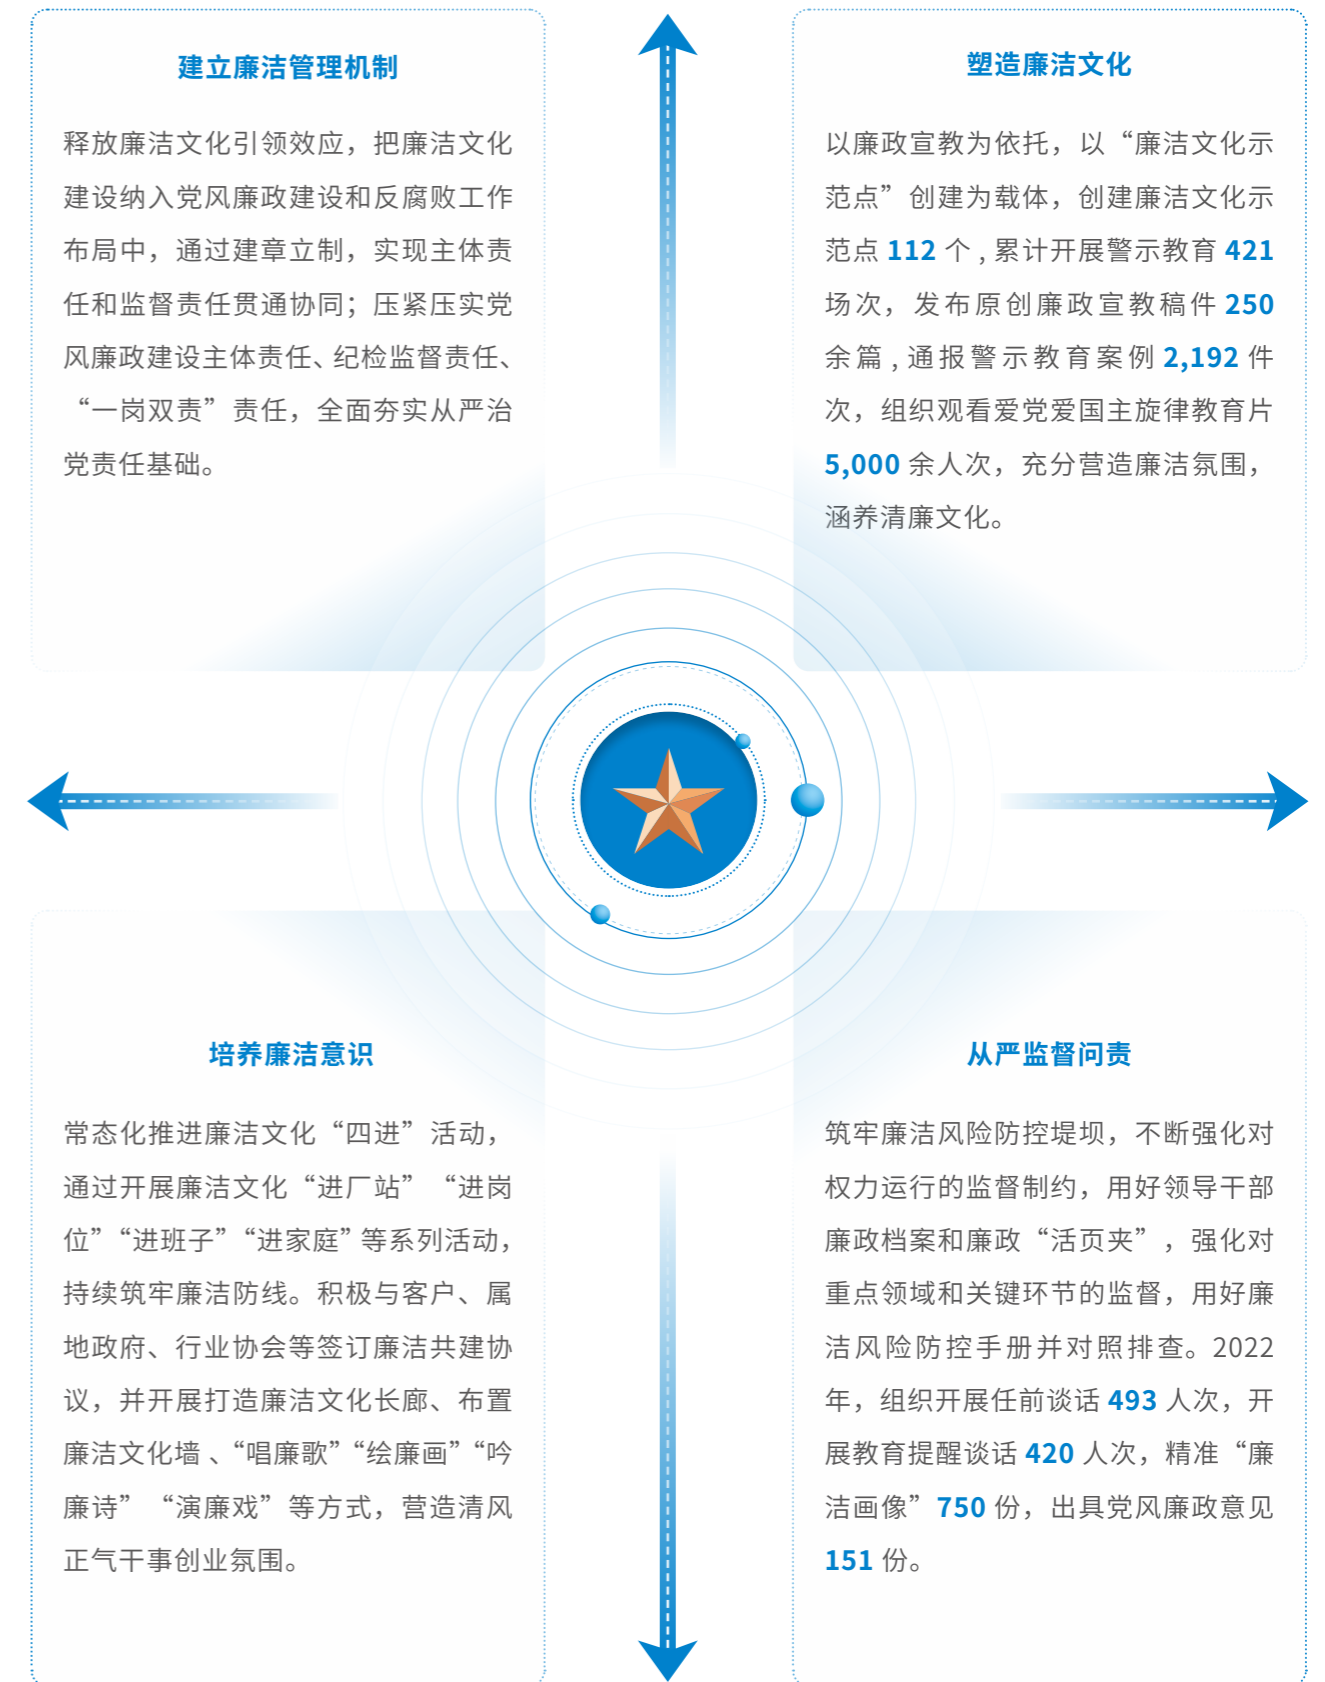 建立廉洁管理机制
释放廉洁文化引领效应，把廉洁文化
建设纳入党风廉政建设和反腐败工作
布局中，通过建章立制，实现主体责
任和监督责任贯通协同；压紧压实党
风廉政建设主体责任、纪检监督责任、
“一岗双责”责任，全面夯实从严治
党责任基础。
塑造廉洁文化
以廉政宣教为依托，以“廉洁文化示
范点”创建为载体，创建廉洁文化示
范点 112 个 , 累计开展警示教育 421
场次，发布原创廉政宣教稿件 250
余篇 , 通报警示教育案例 2,192 件
次，组织观看爱党爱国主旋律教育片
5,000 余人次，充分营造廉洁氛围，
涵养清廉文化。
培养廉洁意识
常态化推进廉洁文化“四进”活动，
通过开展廉洁文化“进厂站”“进岗
位”“进班子”“进家庭”等系列活动，
持续筑牢廉洁防线。积极与客户、属
地政府、行业协会等签订廉洁共建协
议，并开展打造廉洁文化长廊、布置
廉洁文化墙 、“唱廉歌”“绘廉画”“吟
廉诗”“演廉戏”等方式，营造清风
正气干事创业氛围。
从严监督问责
筑牢廉洁风险防控堤坝，不断强化对
权力运行的监督制约，用好领导干部
廉政档案和廉政“活页夹”，强化对
重点领域和关键环节的监督，用好廉
洁风险防控手册并对照排查。2022
年，组织开展任前谈话 493 人次，开
展教育提醒谈话 420 人次，精准“廉
洁画像”750 份，出具党风廉政意见
151 份。